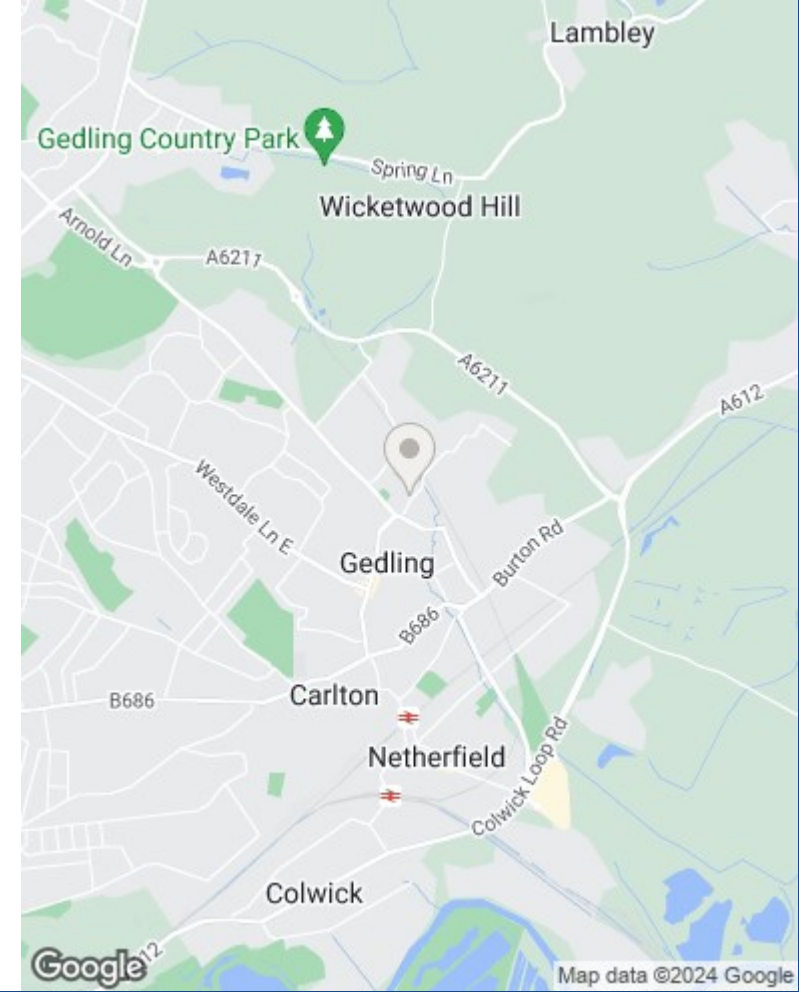 Lambley
Gedling Country Park
Spring Ln
Wicketwood Hill
Arnold Ln
A6211
A6211
A612
Westdale Ln E
Burton Rd
Gedling
B686
Carlton
B686
Netherfield
Colwick Loop Rd
Colwick
12
Google
Map data ©2024 Google